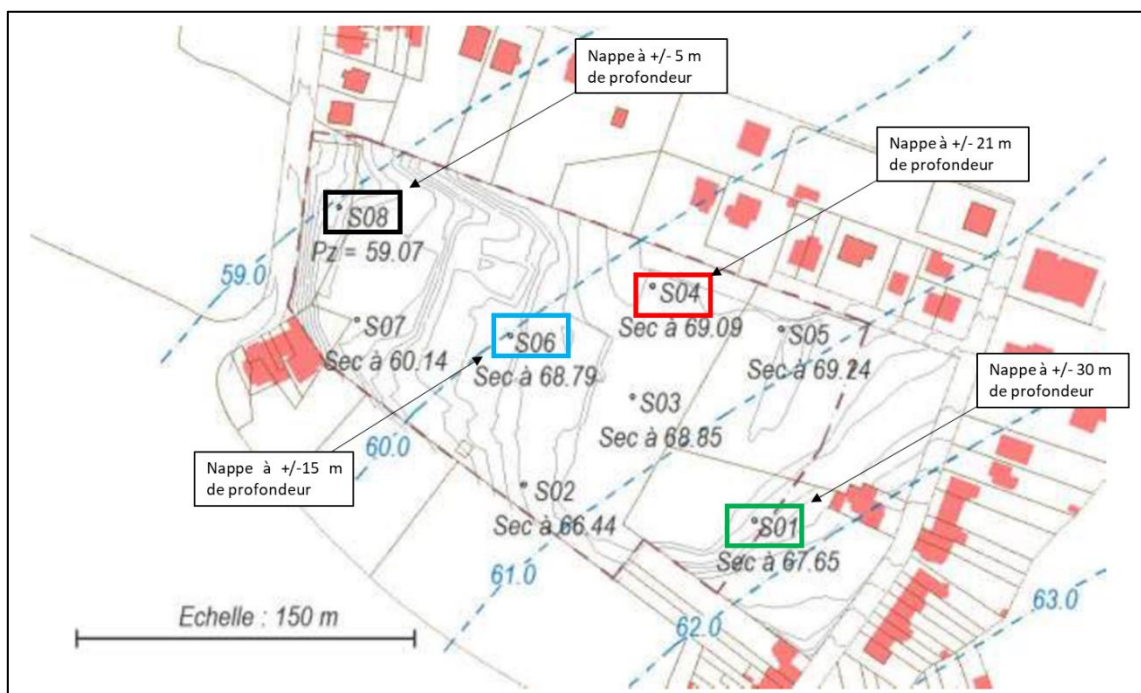 Nappe à +/- 5 m
de profondeur
Nappe à +/- 21 m
de profondeur
S08
Pz = 59.07
59.0
S04
Sec à 69.09
S07
Sec à 60.14
S06
Sec à 68.79
S05
Sec à 69.24
Nappe à +/- 30 m
de profondeur
S03
Sec à 68.85
60.0
Nappe à +/-15 m
de profondeur
S02
Sec à 66.44
S01
Sec à 67.65
61.0
62.0
63.0
Echelle : 150 m